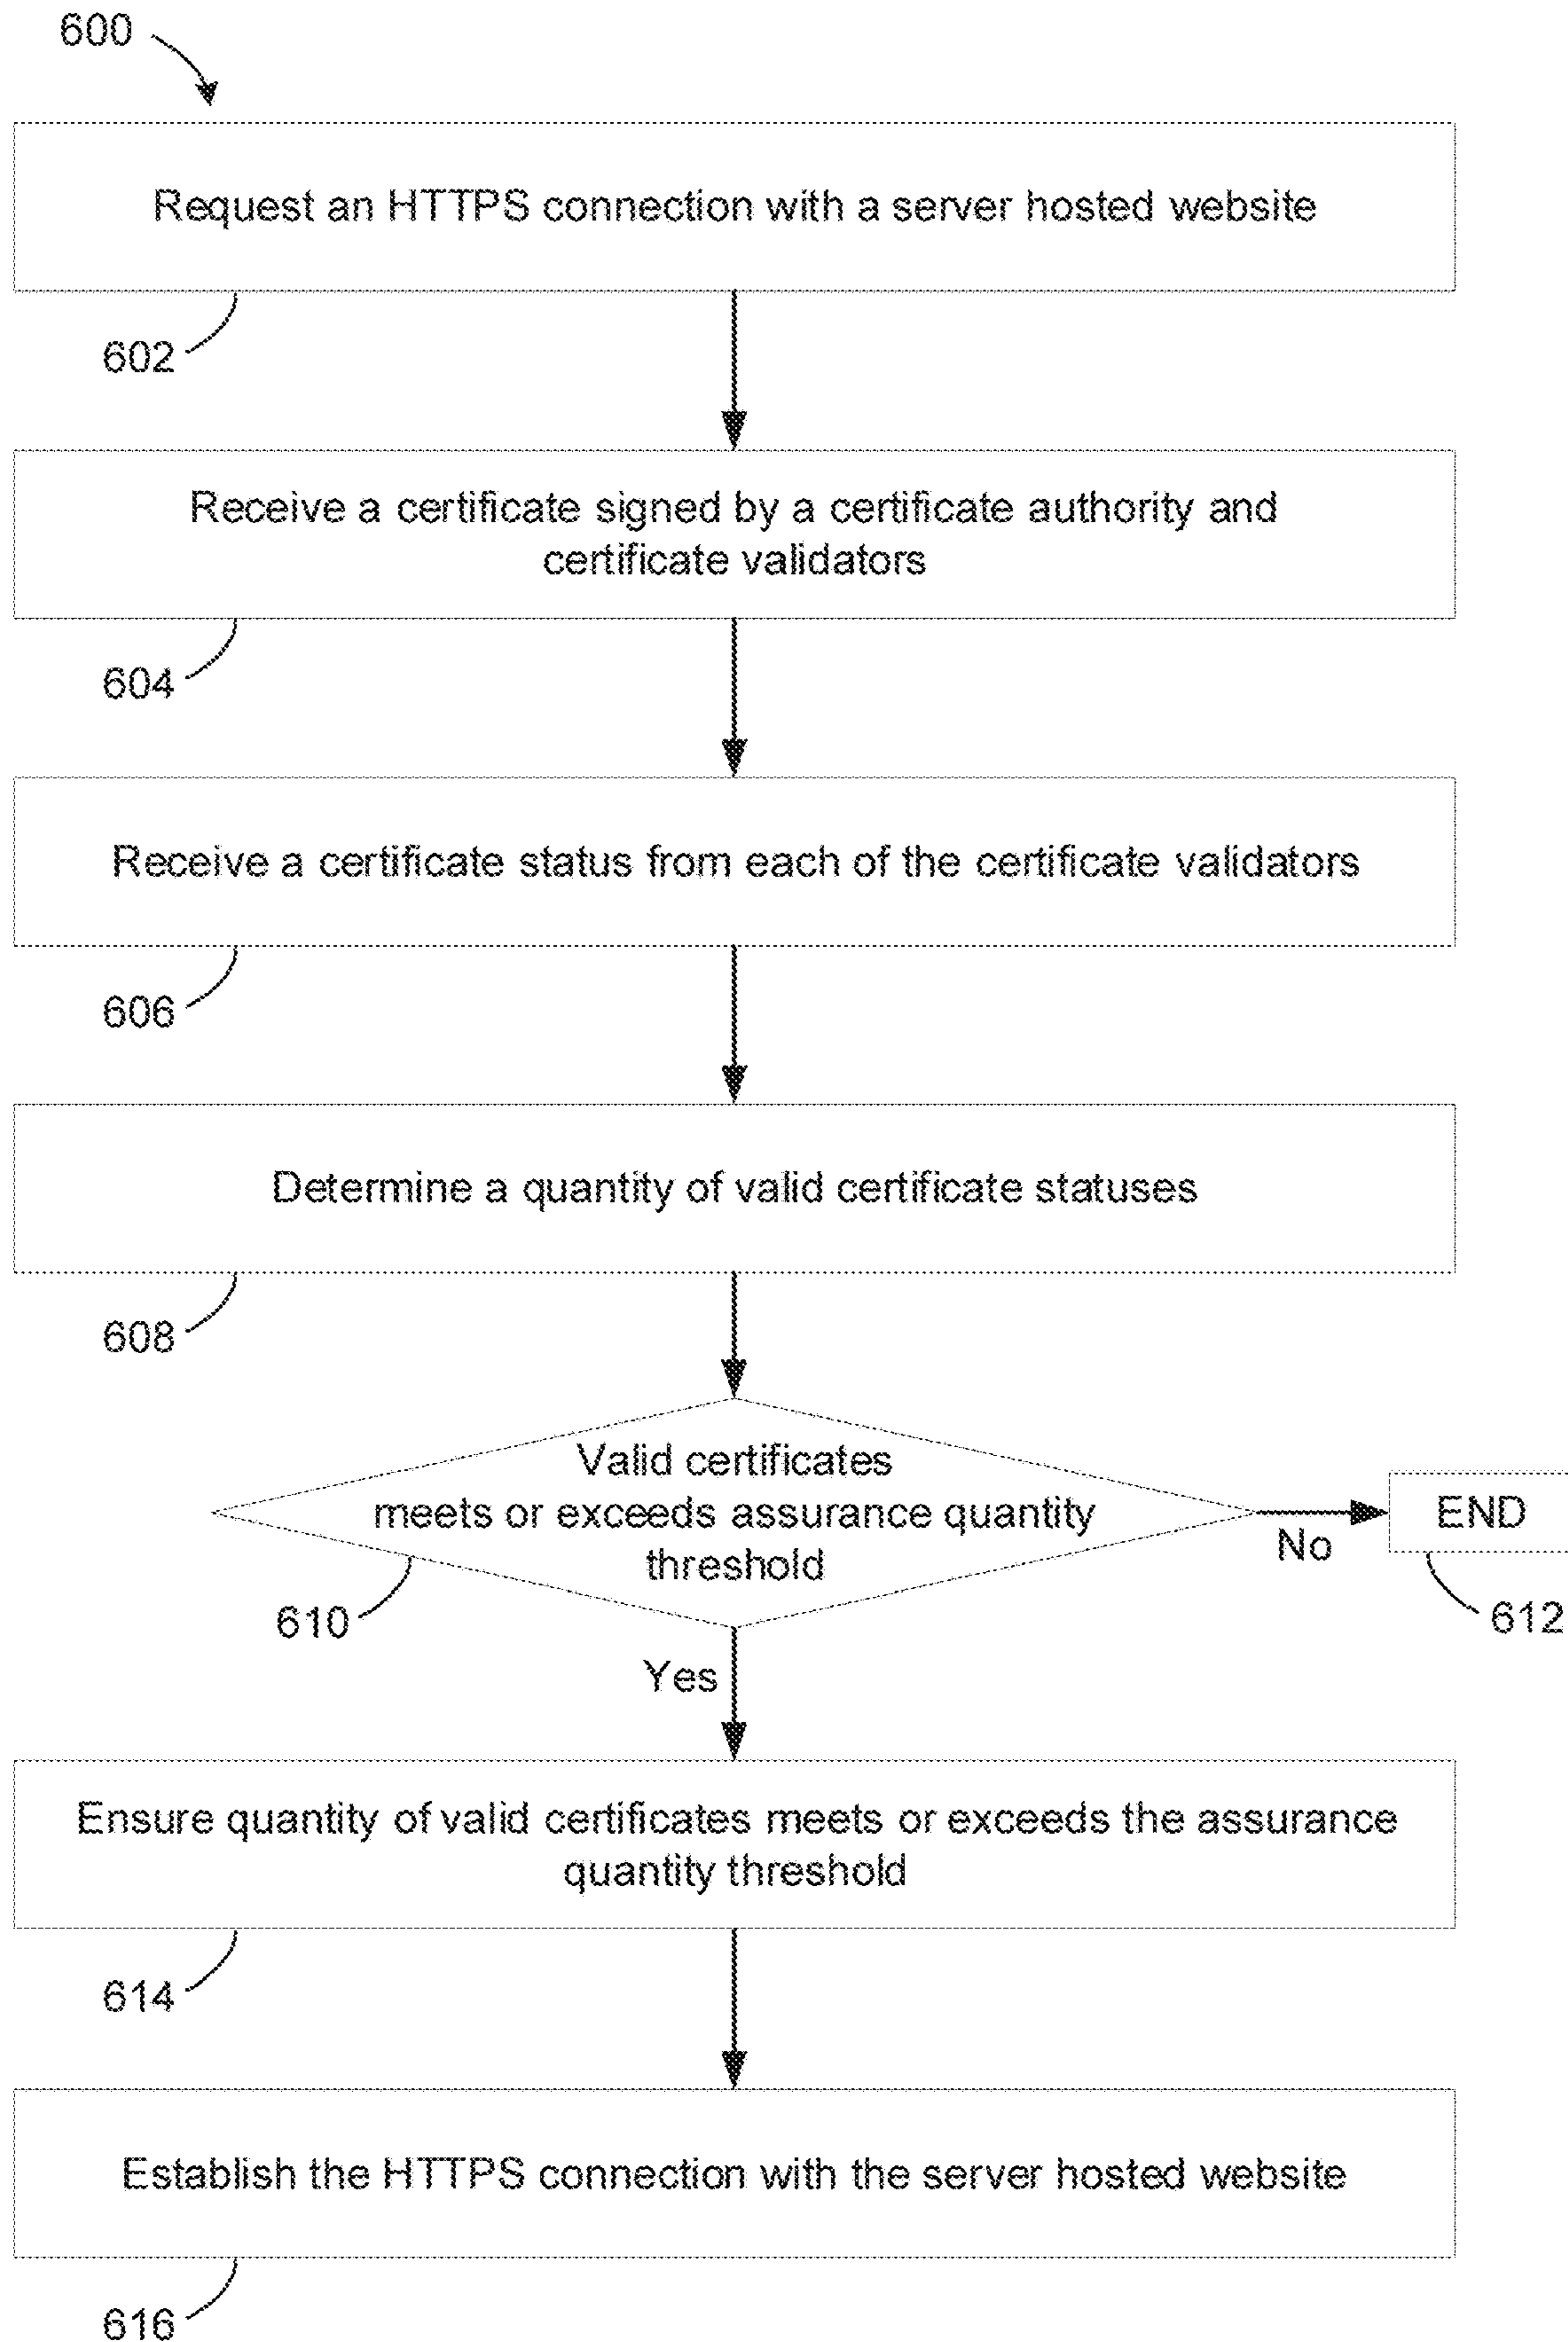 600
Request an HTTPS connection with a server hosted website
602
Receive a certificate signed by a certificate authority and
certificate validators
604
Receive a certificate status from each of the certificate validators
606
Determine a quantity of valid certificate statuses
608
Valid certificates
meets or exceeds assurance quantity
threshold
END
No
610
612
Yes
Ensure quantity of valid certificates meets or exceeds the assurance
quantity threshold
614
Establish the HTTPS connection with the server hosted website
616